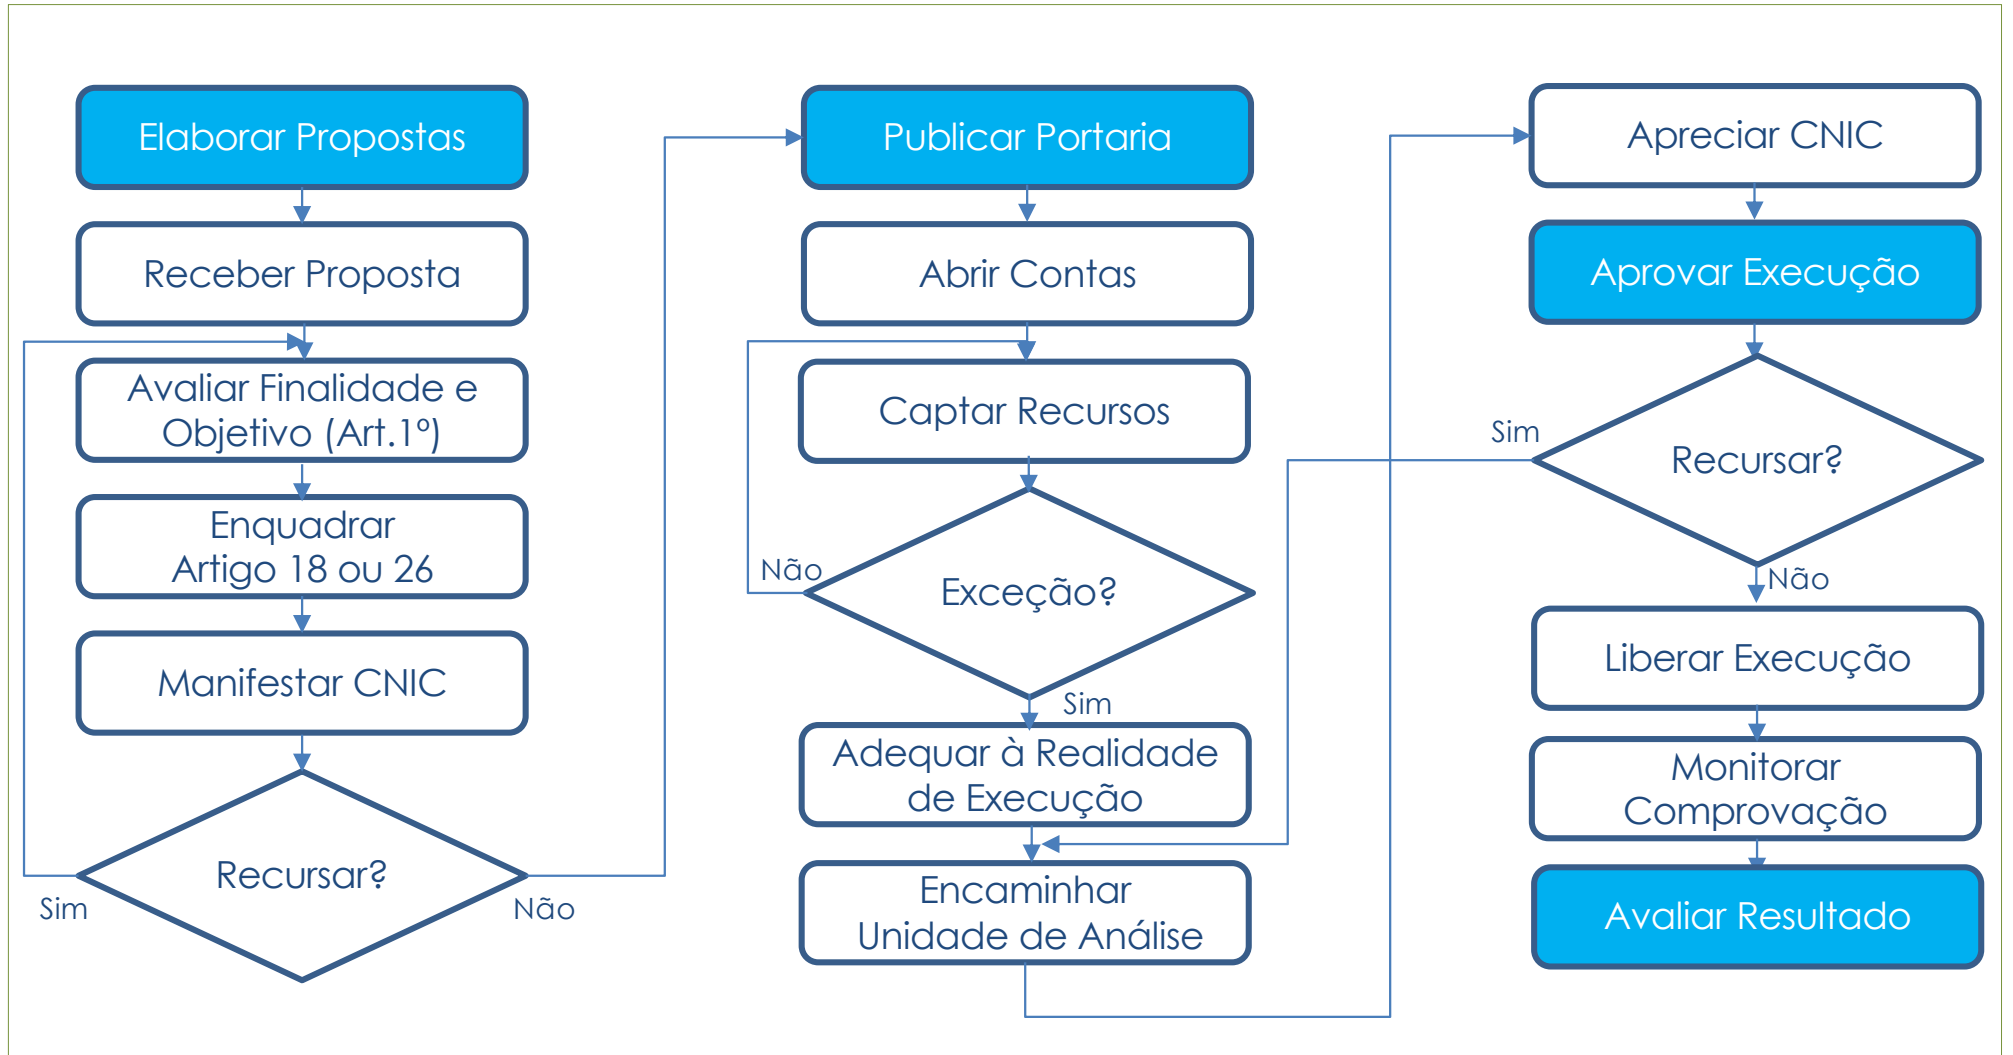 Elaborar Propostas
Receber Proposta
Avaliar Finalidade e
Objetivo (Art.1º)
Enquadrar
Artigo 18 ou 26
Manifestar CNIC
Recursar?
Sim
Não
Publicar Portaria
Abrir Contas
Captar Recursos
Não
Exceção?
Sim
Adequar à Realidade
de Execução
Encaminhar
Unidade de Análise
Apreciar CNIC
Aprovar Execução
Sim
Recursar?
Não
Liberar Execução
Monitorar
Comprovação
Avaliar Resultado